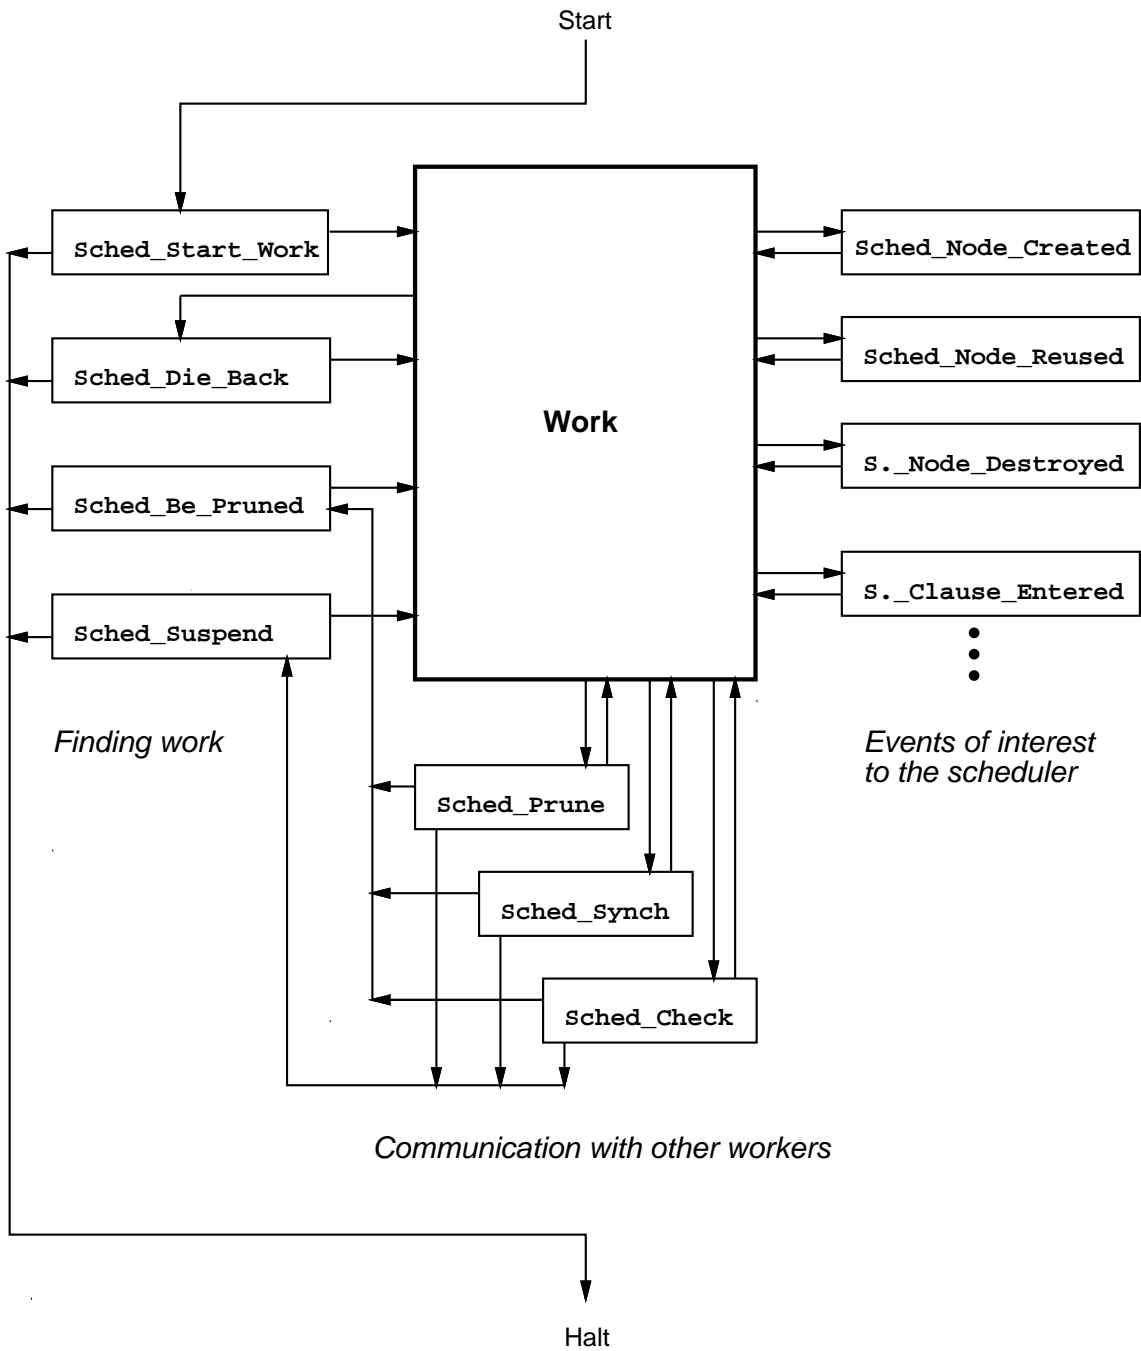 Start
Sched_Start_Work
Sched_Node_Created
Sched_Node_Reused
Sched_Die_Back
Work
S._Node_Destroyed
Sched_Be_Pruned
S._Clause_Entered
Sched_Suspend
Finding work
Events of interest
to the scheduler
Sched_Prune
Sched_Synch
Sched_Check
Communication with other workers
Halt